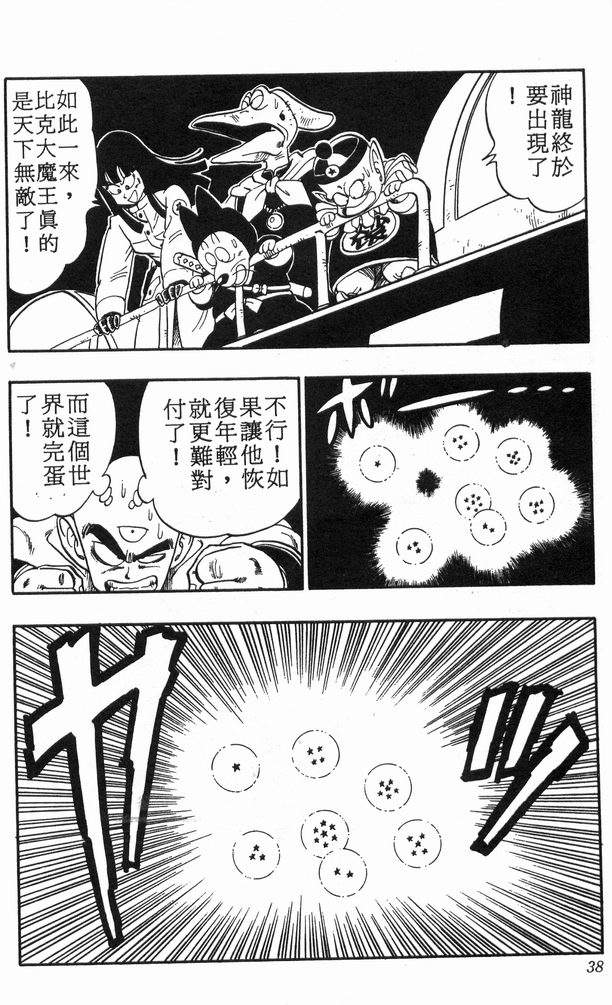 神龍終於
要出現了
！
如此一來，
比克大魔王真的
是天下無敵了！
ボッ
不行！如
果讓他恢
復年輕，
就更難對
付了！
而這個世
界就完蛋
了！
カッ
38